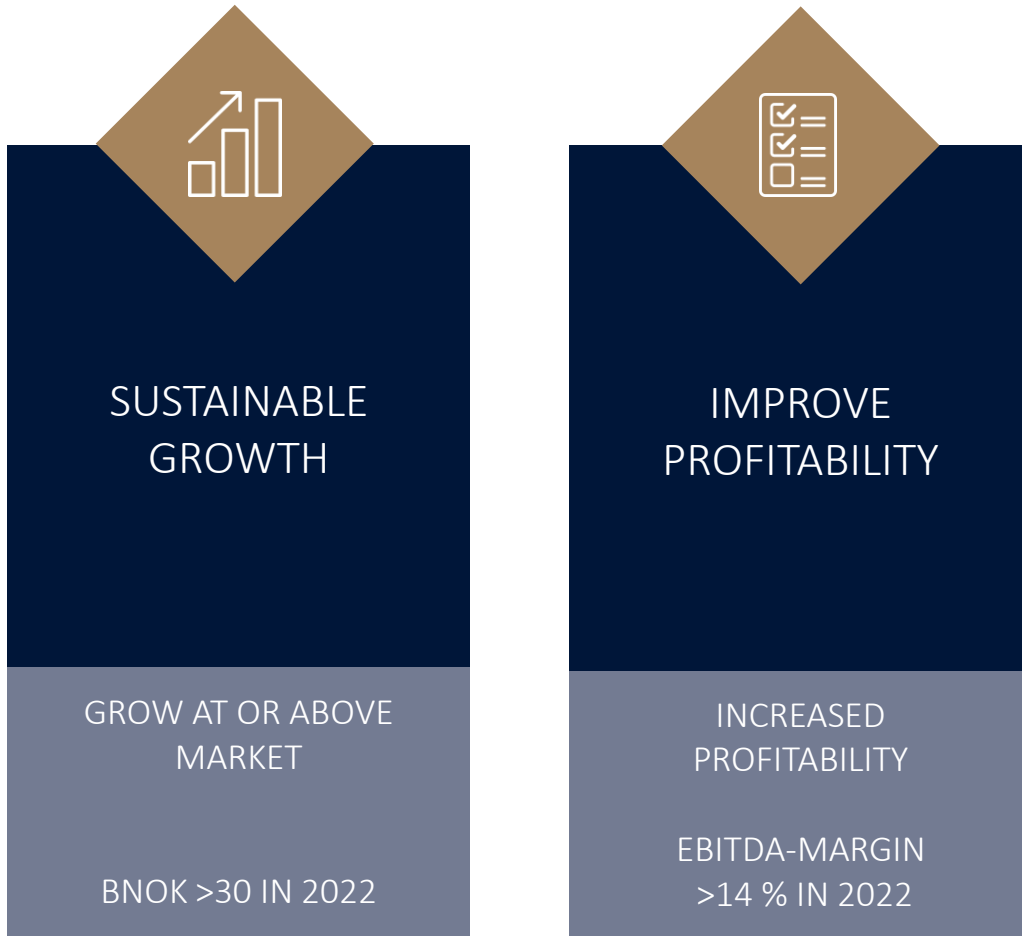 SUSTAINABLE
GROWTH
GROW AT OR ABOVE
MARKET
BNOK >30 IN 2022
IMPROVE
PROFITABILITY
INCREASED
PROFITABILITY
EBITDA-MARGIN
>14 % IN 2022